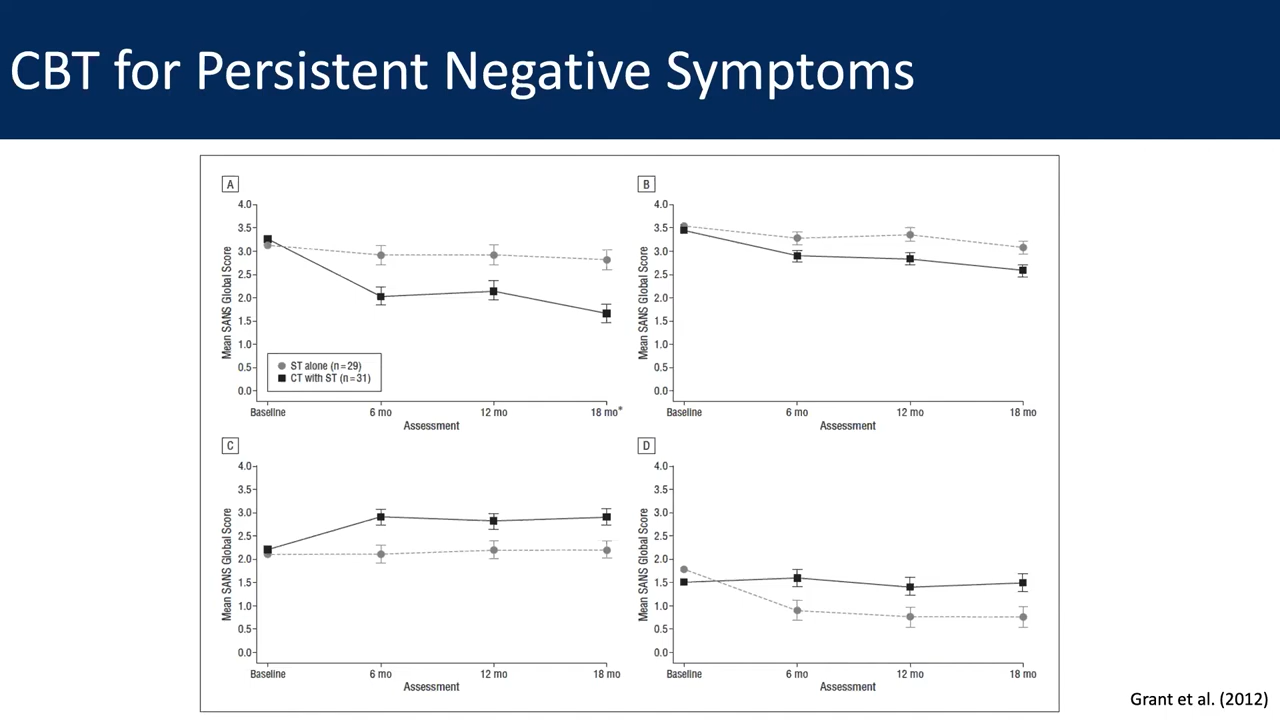 CBT for Persistent Negative Symptoms
A
4.0
3.5
3.0
2.5
2.0
1.5
1.0
0.5
0.0
Mean SANS Global Score
ST alone (n=29)
CT with ST (n=31)
Baseline 6 mo 12 mo 18 mo*
Assessment
B
4.0
3.5
3.0
2.5
2.0
1.5
1.0
0.5
0.0
Mean SANS Global Score
Baseline 6 mo 12 mo 18 mo
Assessment
C
4.0
3.5
3.0
2.5
2.0
1.5
1.0
0.5
0.0
Mean SANS Global Score
Baseline 6 mo 12 mo 18 mo
Assessment
D
4.0
3.5
3.0
2.5
2.0
1.5
1.0
0.5
0.0
Mean SANS Global Score
Baseline 6 mo 12 mo 18 mo
Assessment
Grant et al. (2012)